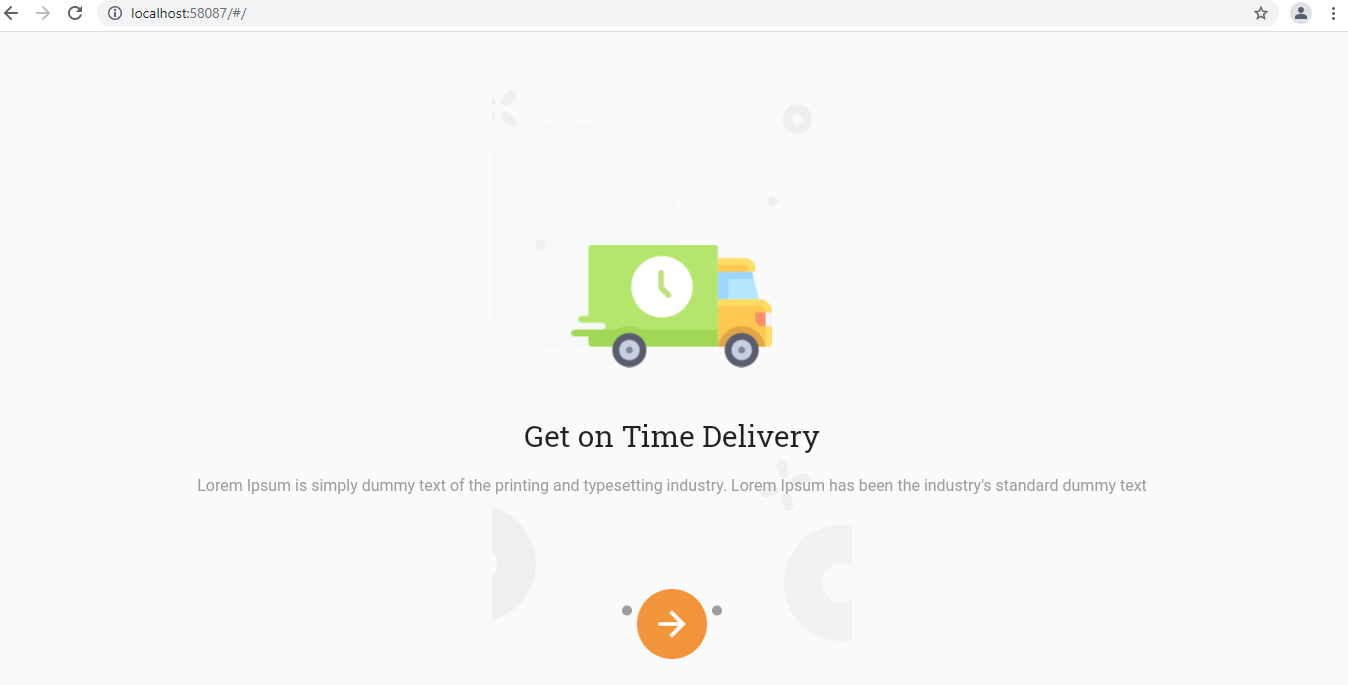 localhost:58087/#/
Get on Time Delivery
Lorem Ipsum is simply dummy text of the printing and typesetting industry. Lorem Ipsum has been the industry's standard dummy text